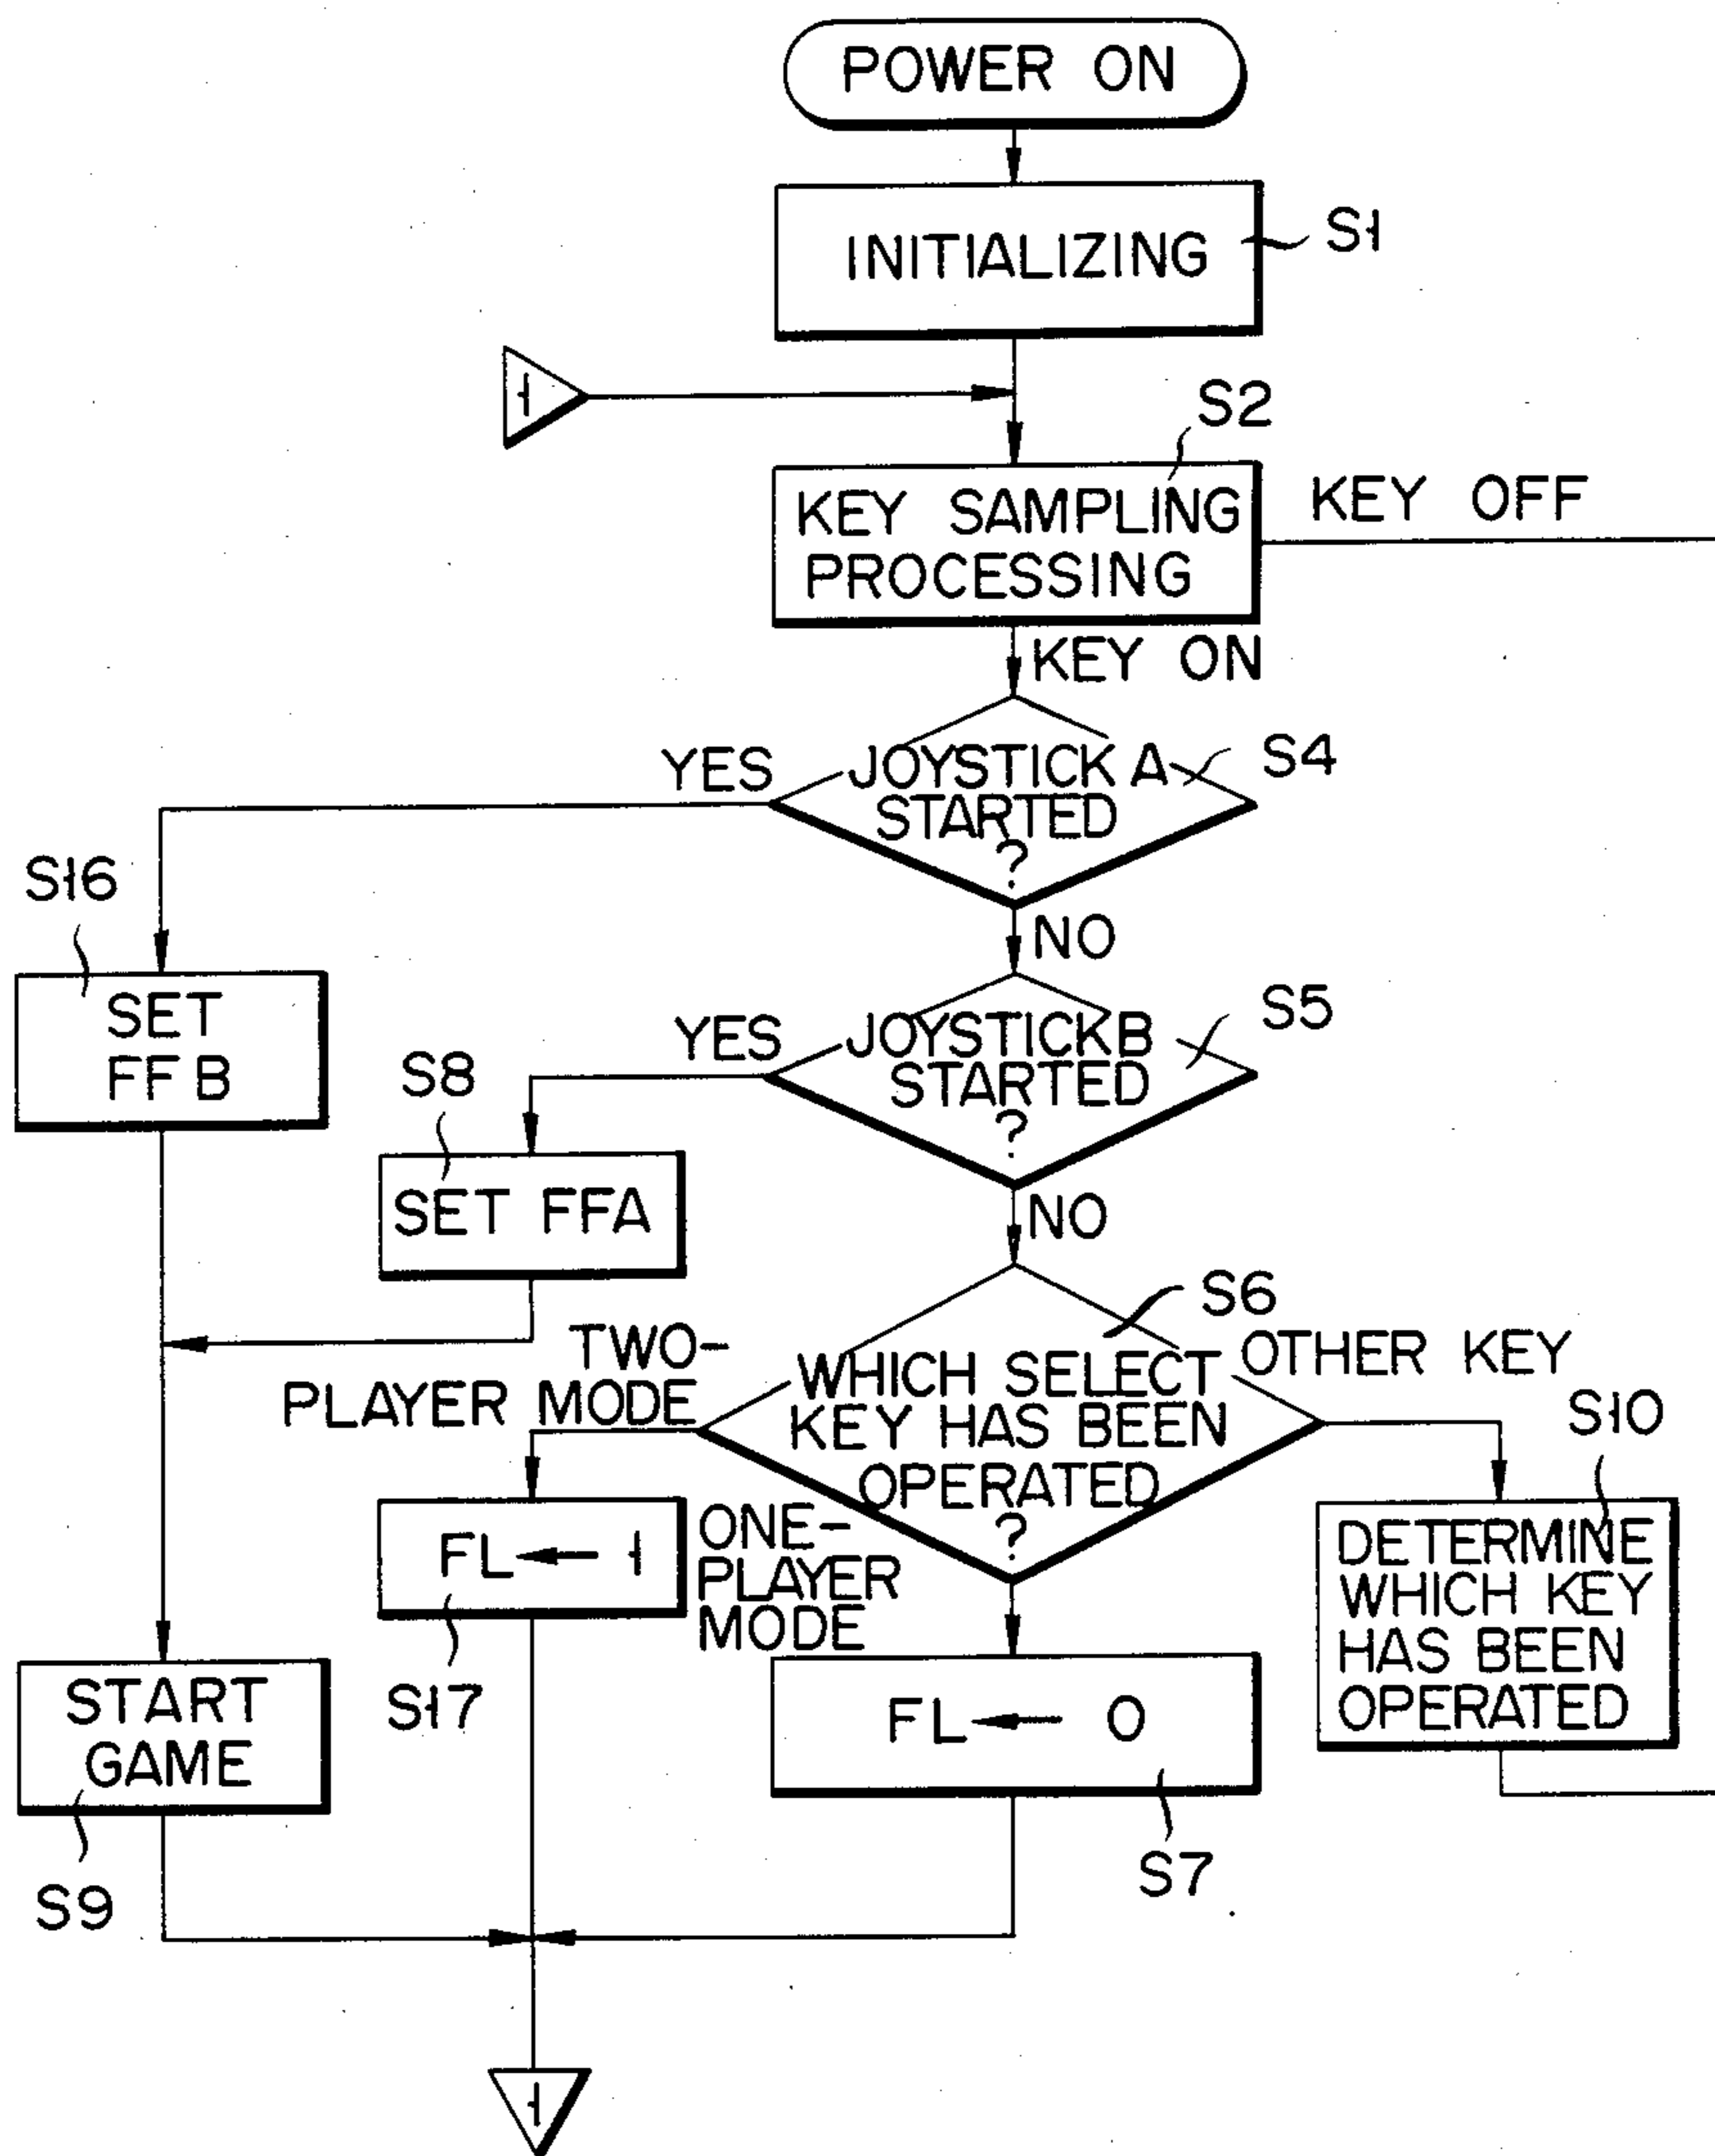 POWER ON
INITIALIZING
S1
1
S2
KEY SAMPLING
PROCESSING
KEY OFF
KEY ON
YES
JOYSTICK A
STARTED
?
S4
S16
NO
SET
FF B
YES
JOYSTICK B
STARTED
?
S5
S8
SET FFA
NO
S6
TWO-
PLAYER MODE
WHICH SELECT
KEY HAS BEEN
OPERATED
?
OTHER KEY
S10
FL ← 1
ONE-
PLAYER
MODE
DETERMINE
WHICH KEY
HAS BEEN
OPERATED
START
GAME
S17
FL ← 0
S7
S9
1